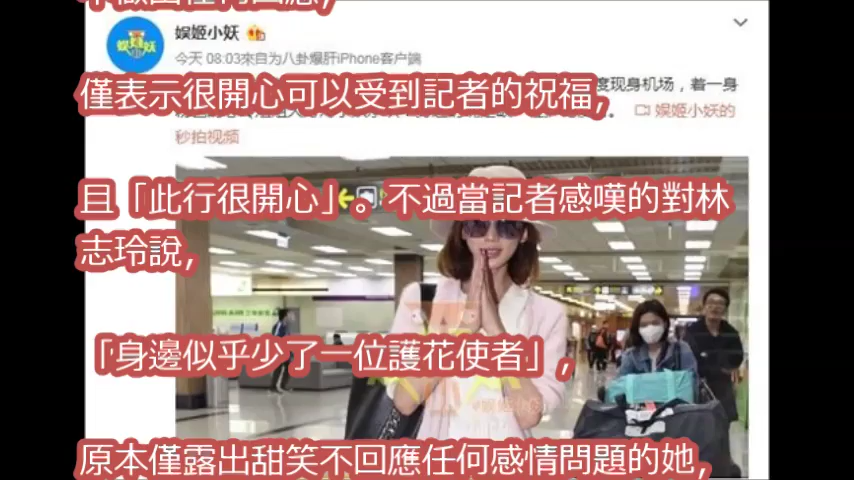 娱姬小妖
今天 08:03来自为八卦爆肝iPhone客户端
度现身机场，着一身
僅表示很開心可以受到記者的祝福，
娱姬小妖的
秒拍视频
且「此行很開心」。不過當記者感嘆的對林
志玲說，
「身邊似乎少了一位護花使者」，
原本僅露出甜笑不回應任何感情問題的她，